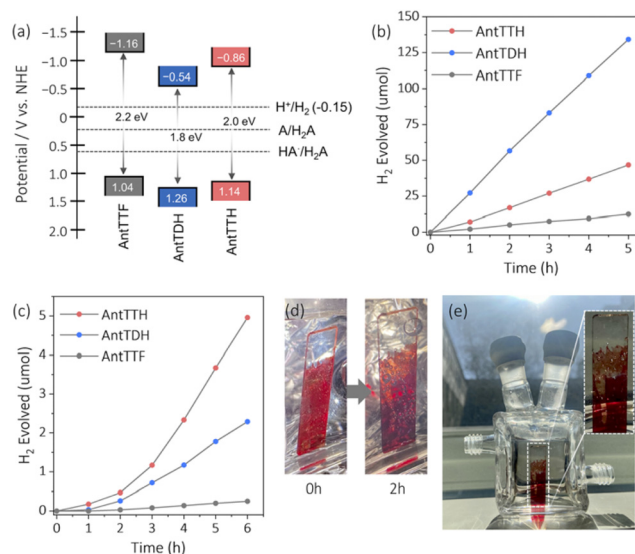 (a)
Potential / V vs. NHE
−1.5
−1.0
−0.5
0
0.5
1.0
1.5
2.0
−1.16
−0.54
−0.86
2.2 eV
1.8 eV
2.0 eV
H⁺/H₂ (-0.15)
A/H₂A
HA·/H₂A
1.04
1.26
1.14
AntTTF
AntTDH
AntTTH
(b)
H₂ Evolved (umol)
150
125
100
75
50
25
0
AntTTH
AntTDH
AntTTF
0 1 2 3 4 5
Time (h)
(c)
H₂ Evolved (umol)
5
4
3
2
1
0
AntTTH
AntTDH
AntTTF
0 1 2 3 4 5 6
Time (h)
(d)
0h
2h
(e)